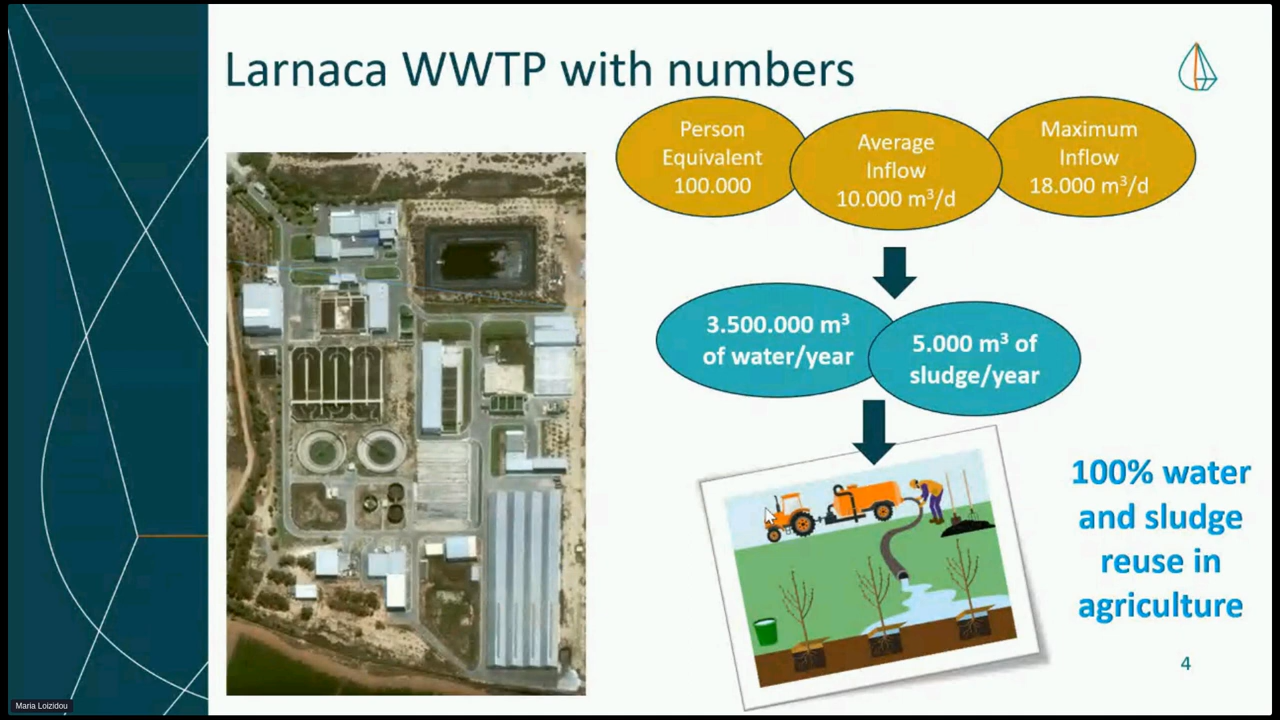 Larnaca WWTP with numbers
Person
Equivalent
100.000
Average
Inflow
10.000 m³/d
Maximum
Inflow
18.000 m³/d
3.500.000 m³
of water/year
5.000 m³ of
sludge/year
100% water
and sludge
reuse in
agriculture
4
Maria Loizidou